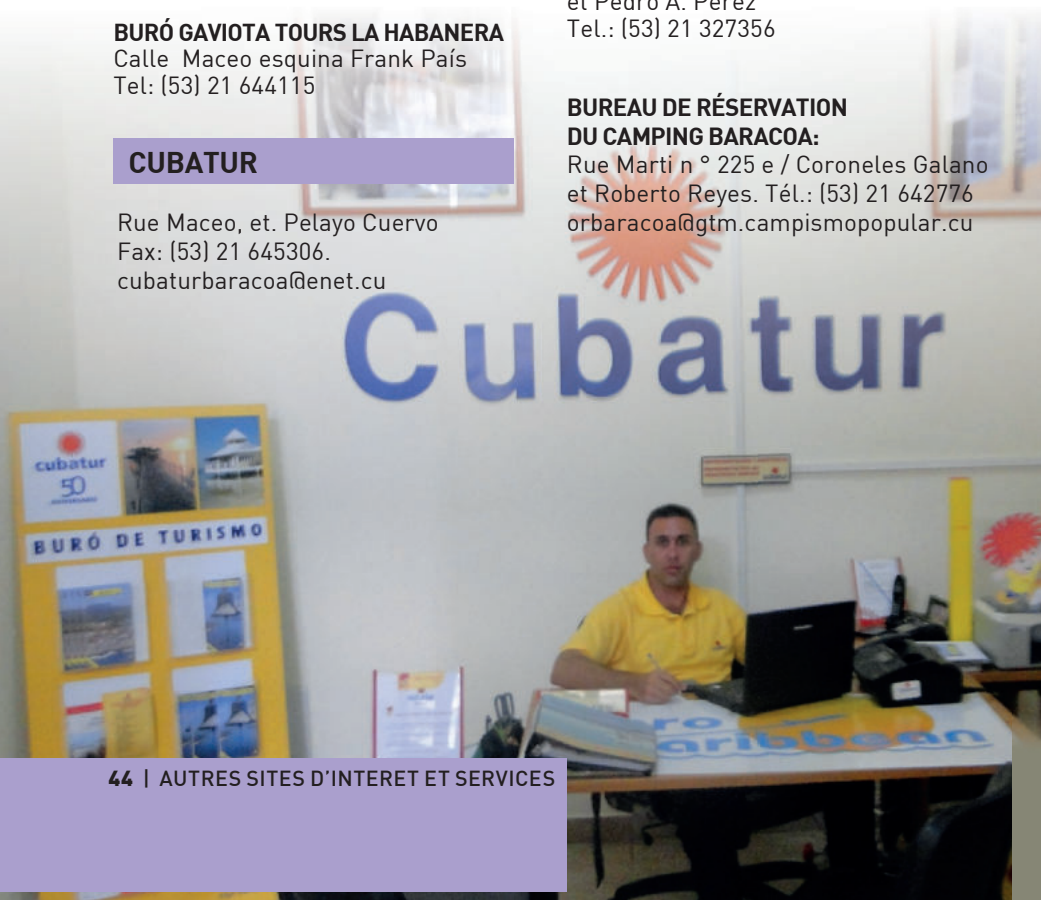 BURÓ GAVIOTA TOURS LA HABANERA
Calle Maceo esquina Frank País
Tel: (53) 21 644115
CUBATUR
Rue Maceo, et. Pelayo Cuervo
Fax: (53) 21 645306.
cubaturbaracoa@enet.cu
et Pedro A. Pérez
Tel.: (53) 21 327356
BUREAU DE RÉSERVATION
DU CAMPING BARACOA:
Rue Marti n ° 225 e / Coroneles Galano
et Roberto Reyes. Tél.: (53) 21 642776
orbaracoa@gtm.campismopopular.cu
Cubatur
cubatur
50
BURÓ DE TURISMO
ro
aribbean
44 | AUTRES SITES D'INTERET ET SERVICES